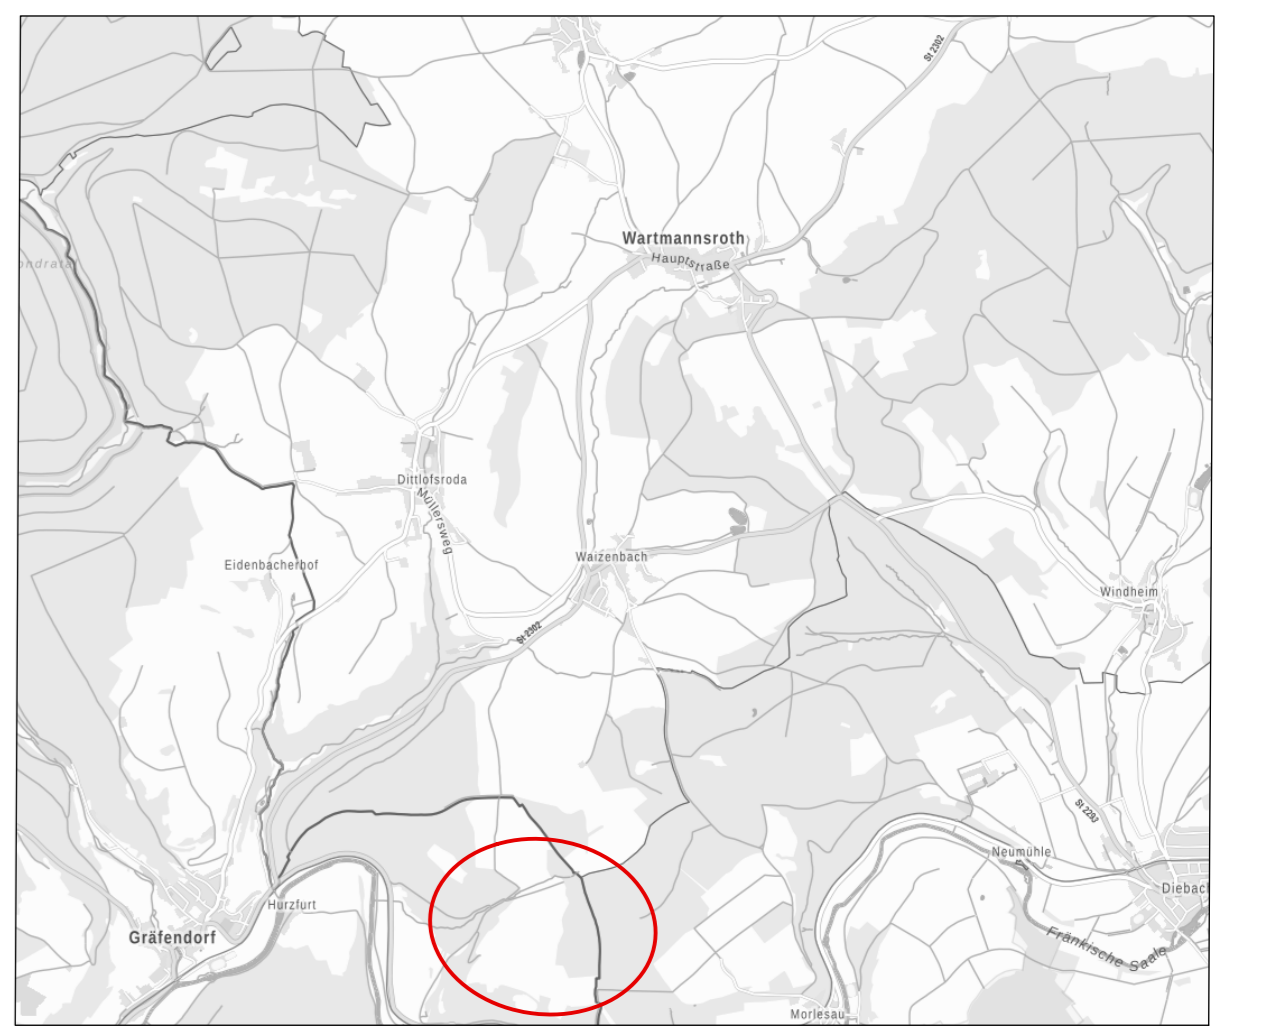 St 2302
Wartmannsroth
Hauptstraße
ondrata
Dittlofsroda
Müllersweg
Waizenbach
Eidenbacherhof
Windheim
St 2302
St 2293
Neumühle
Diebach
Hurzfurt
Gräfendorf
Fränkische Saale
Morlesau